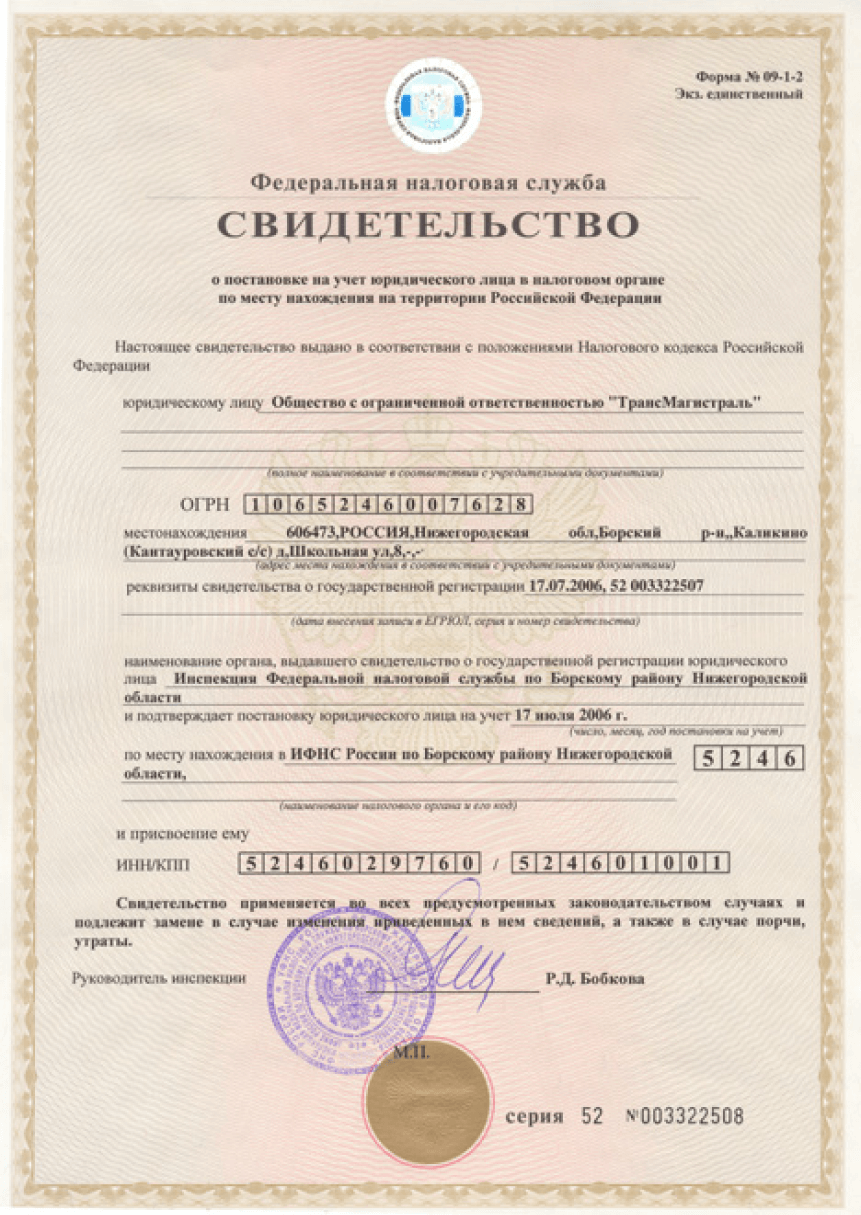 Форма № 09-1-2
Экз. единственный
Федеральная налоговая служба
СВИДЕТЕЛЬСТВО
о постановке на учет юридического лица в налоговом органе
по месту нахождения на территории Российской Федерации
Настоящее свидетельство выдано в соответствии с положениями Налогового кодекса Российской
Федерации
юридическому лицу Общество с ограниченной ответственностью "ТрансМагистраль"
(полное наименование в соответствии с учредительными документами)
ОГРН 1065246007628
местонахождения 606473,РОССИЯ,Нижегородская обл,Борский р-н,,Каликино
(Кантауровский с/с) д,Школьная ул,8,-,-
(адрес места нахождения в соответствии с учредительными документами)
реквизиты свидетельства о государственной регистрации 17.07.2006, 52 003322507
(дата внесения записи в ЕГРЮЛ, серия и номер свидетельства)
наименование органа, выдавшего свидетельство о государственной регистрации юридического
лица Инспекция Федеральной налоговой службы по Борскому району Нижегородской
области
и подтверждает постановку юридического лица на учет 17 июля 2006 г.
(число, месяц, год постановки на учет)
по месту нахождения в ИФНС России по Борскому району Нижегородской 5246
области,
(наименование налогового органа и его код)
и присвоение ему
ИНН/КПП 5246029760 / 524601001
Свидетельство применяется во всех предусмотренных законодательством случаях и
подлежит замене в случае изменения приведенных в нем сведений, а также в случае порчи,
утраты.
Руководитель инспекции Р.Д. Бобкова
М.П.
серия 52 №003322508